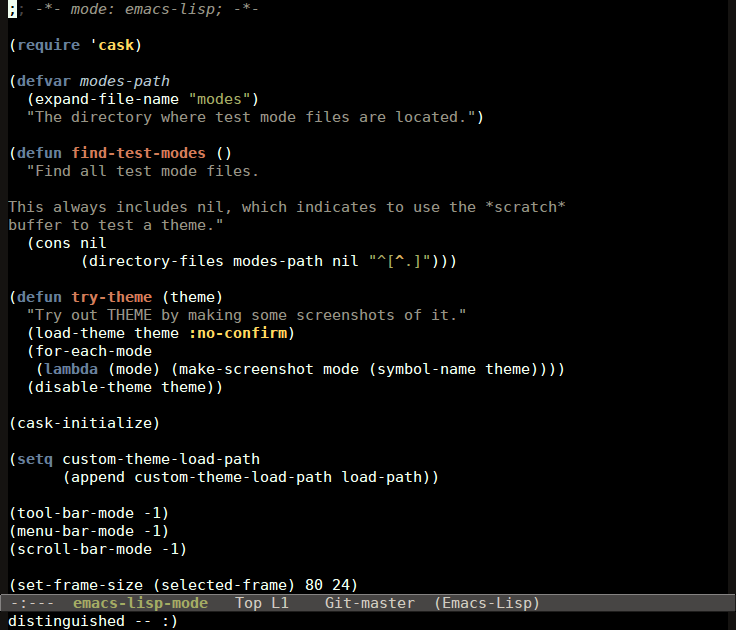 ;; -*- mode: emacs-lisp; -*-

(require 'cask)

(defvar modes-path
  (expand-file-name "modes")
  "The directory where test mode files are located.")

(defun find-test-modes ()
  "Find all test mode files.

This always includes nil, which indicates to use the *scratch*
buffer to test a theme."
  (cons nil
        (directory-files modes-path nil "^[^.]")))

(defun try-theme (theme)
  "Try out THEME by making some screenshots of it."
  (load-theme theme :no-confirm)
  (for-each-mode
   (lambda (mode) (make-screenshot mode (symbol-name theme))))
  (disable-theme theme))

(cask-initialize)

(setq custom-theme-load-path
      (append custom-theme-load-path load-path))

(tool-bar-mode -1)
(menu-bar-mode -1)
(scroll-bar-mode -1)

(set-frame-size (selected-frame) 80 24)
-:---  emacs-lisp-mode   Top L1    Git-master  (Emacs-Lisp)
distinguished -- :)